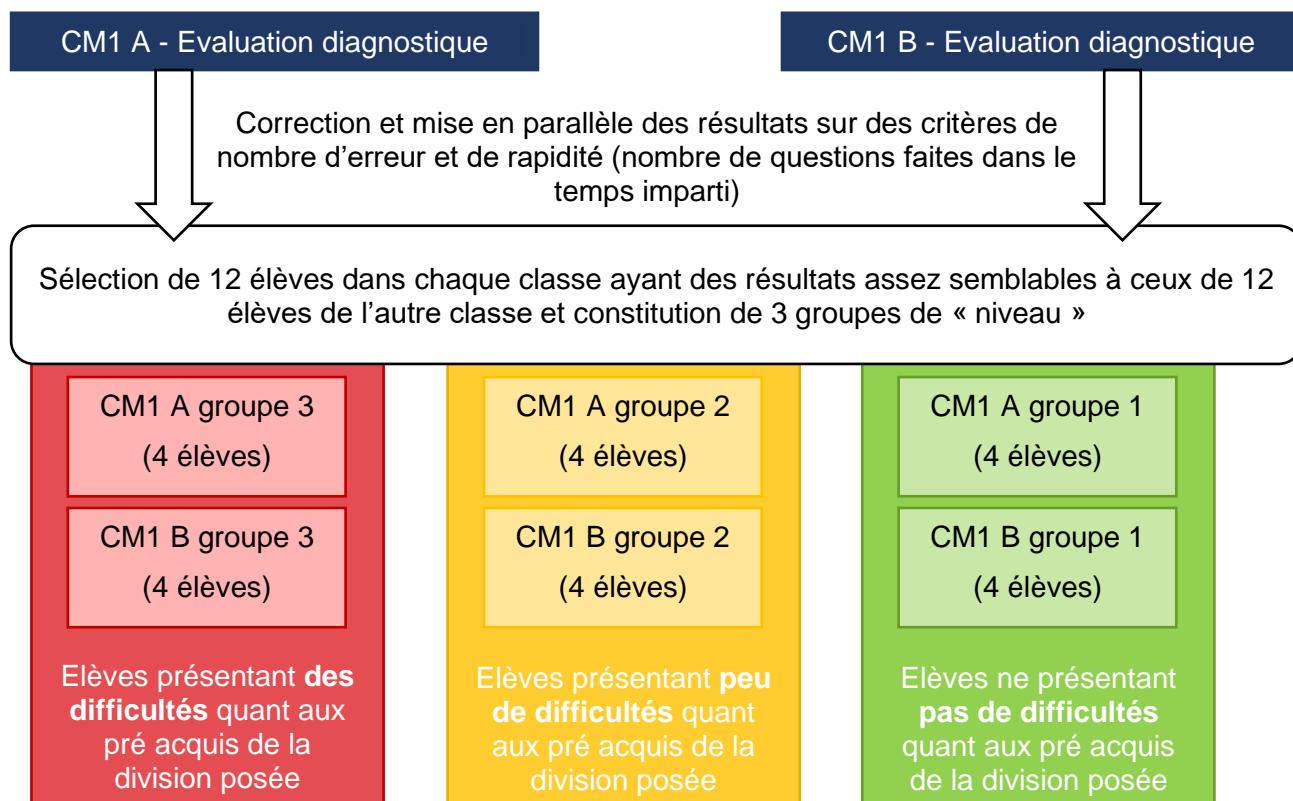 CM1 A - Evaluation diagnostique
CM1 B - Evaluation diagnostique
Correction et mise en parallèle des résultats sur des critères de
nombre d’erreur et de rapidité (nombre de questions faites dans le
temps imparti)
Sélection de 12 élèves dans chaque classe ayant des résultats assez semblables à ceux de 12
élèves de l’autre classe et constitution de 3 groupes de « niveau »
CM1 A groupe 3
(4 élèves)
CM1 B groupe 3
(4 élèves)
Elèves présentant des
difficultés quant aux
pré acquis de la
division posée
CM1 A groupe 2
(4 élèves)
CM1 B groupe 2
(4 élèves)
Elèves présentant peu
de difficultés quant
aux pré acquis de la
division posée
CM1 A groupe 1
(4 élèves)
CM1 B groupe 1
(4 élèves)
Elèves ne présentant
pas de difficultés
quant aux pré acquis
de la division posée